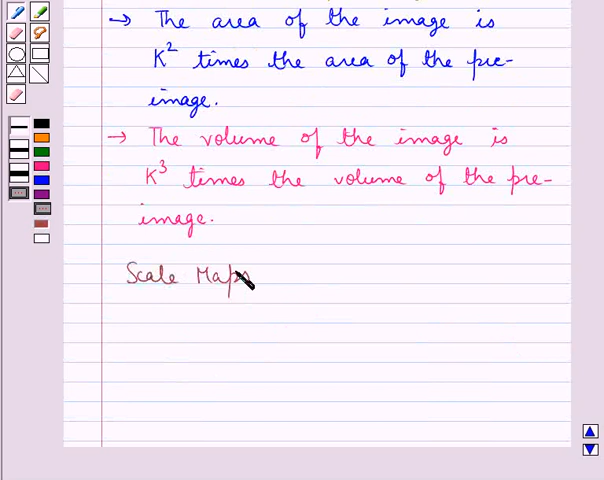 → The area of the image is
K² times the area of the pre-
image.
→ The volume of the image is
K³ times the volume of the pre-
image.
Scale Maps